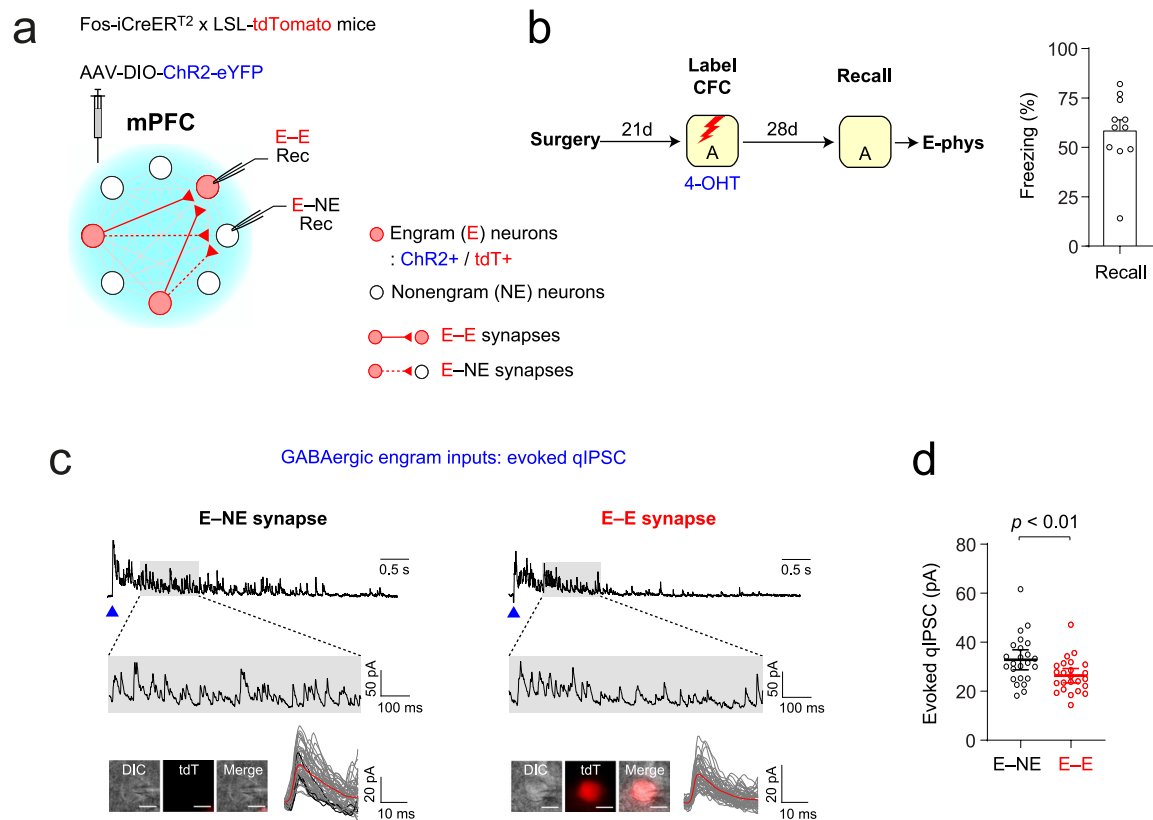 a
Fos-iCreERT2 x LSL-tdTomato mice
AAV-DIO-ChR2-eYFP
mPFC
E–E
Rec
E–NE
Rec
Engram (E) neurons
: ChR2+ / tdT+
Nonengram (NE) neurons
E–E synapses
E–NE synapses
b
Label
CFC
Recall
Surgery
21d
A
28d
A
E-phys
4-OHT
Freezing (%)
100
75
50
25
0
Recall
c
GABAergic engram inputs: evoked qIPSC
E–NE synapse
0.5 s
50 pA
100 ms
DIC
tdT
Merge
20 pA
10 ms
E–E synapse
0.5 s
50 pA
100 ms
DIC
tdT
Merge
20 pA
10 ms
d
p < 0.01
Evoked qIPSC (pA)
80
60
40
20
0
E–NE
E–E